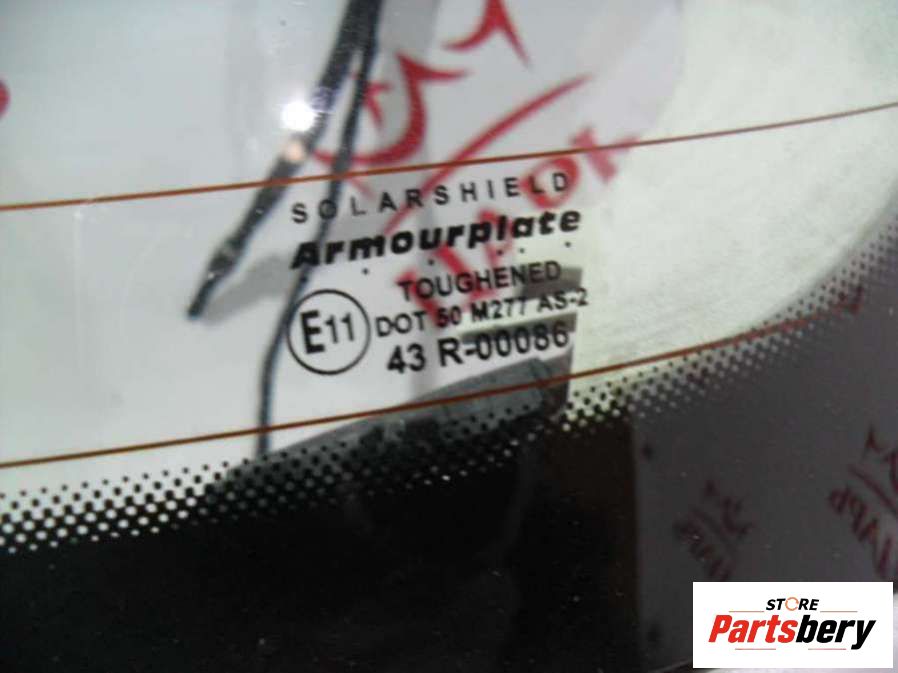 SOLARSHIELD
Armourplate
TOUGHENED
E11
DOT 50 M277 AS-2
43 R-00086
STORE
Partsbery